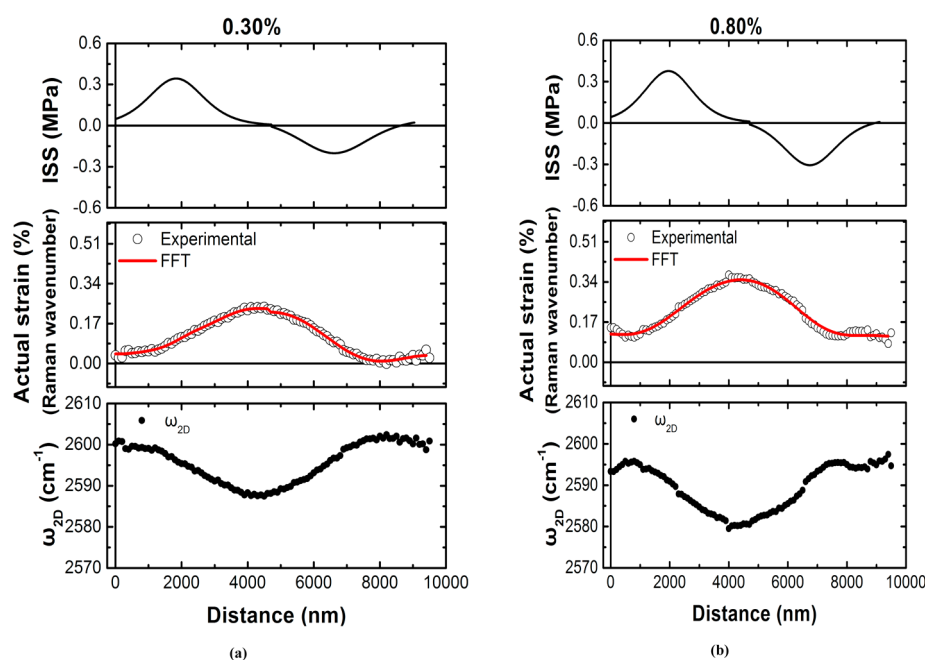 0.30%
0.6
0.3
0.0
-0.3
-0.6
ISS (MPa)
0.51
0.34
0.17
0.00
Actual strain (%)
(Raman wavenumber)
Experimental
FFT
2610
2600
2590
2580
2570
ω2D (cm-1)
ω2D
0 2000 4000 6000 8000 10000
Distance (nm)
(a)
0.80%
0.6
0.3
0.0
-0.3
-0.6
ISS (MPa)
0.51
0.34
0.17
0.00
Actual strain (%)
(Raman wavenumber)
Experimental
FFT
2610
2600
2590
2580
2570
ω2D (cm-1)
ω2D
0 2000 4000 6000 8000 10000
Distance (nm)
(b)